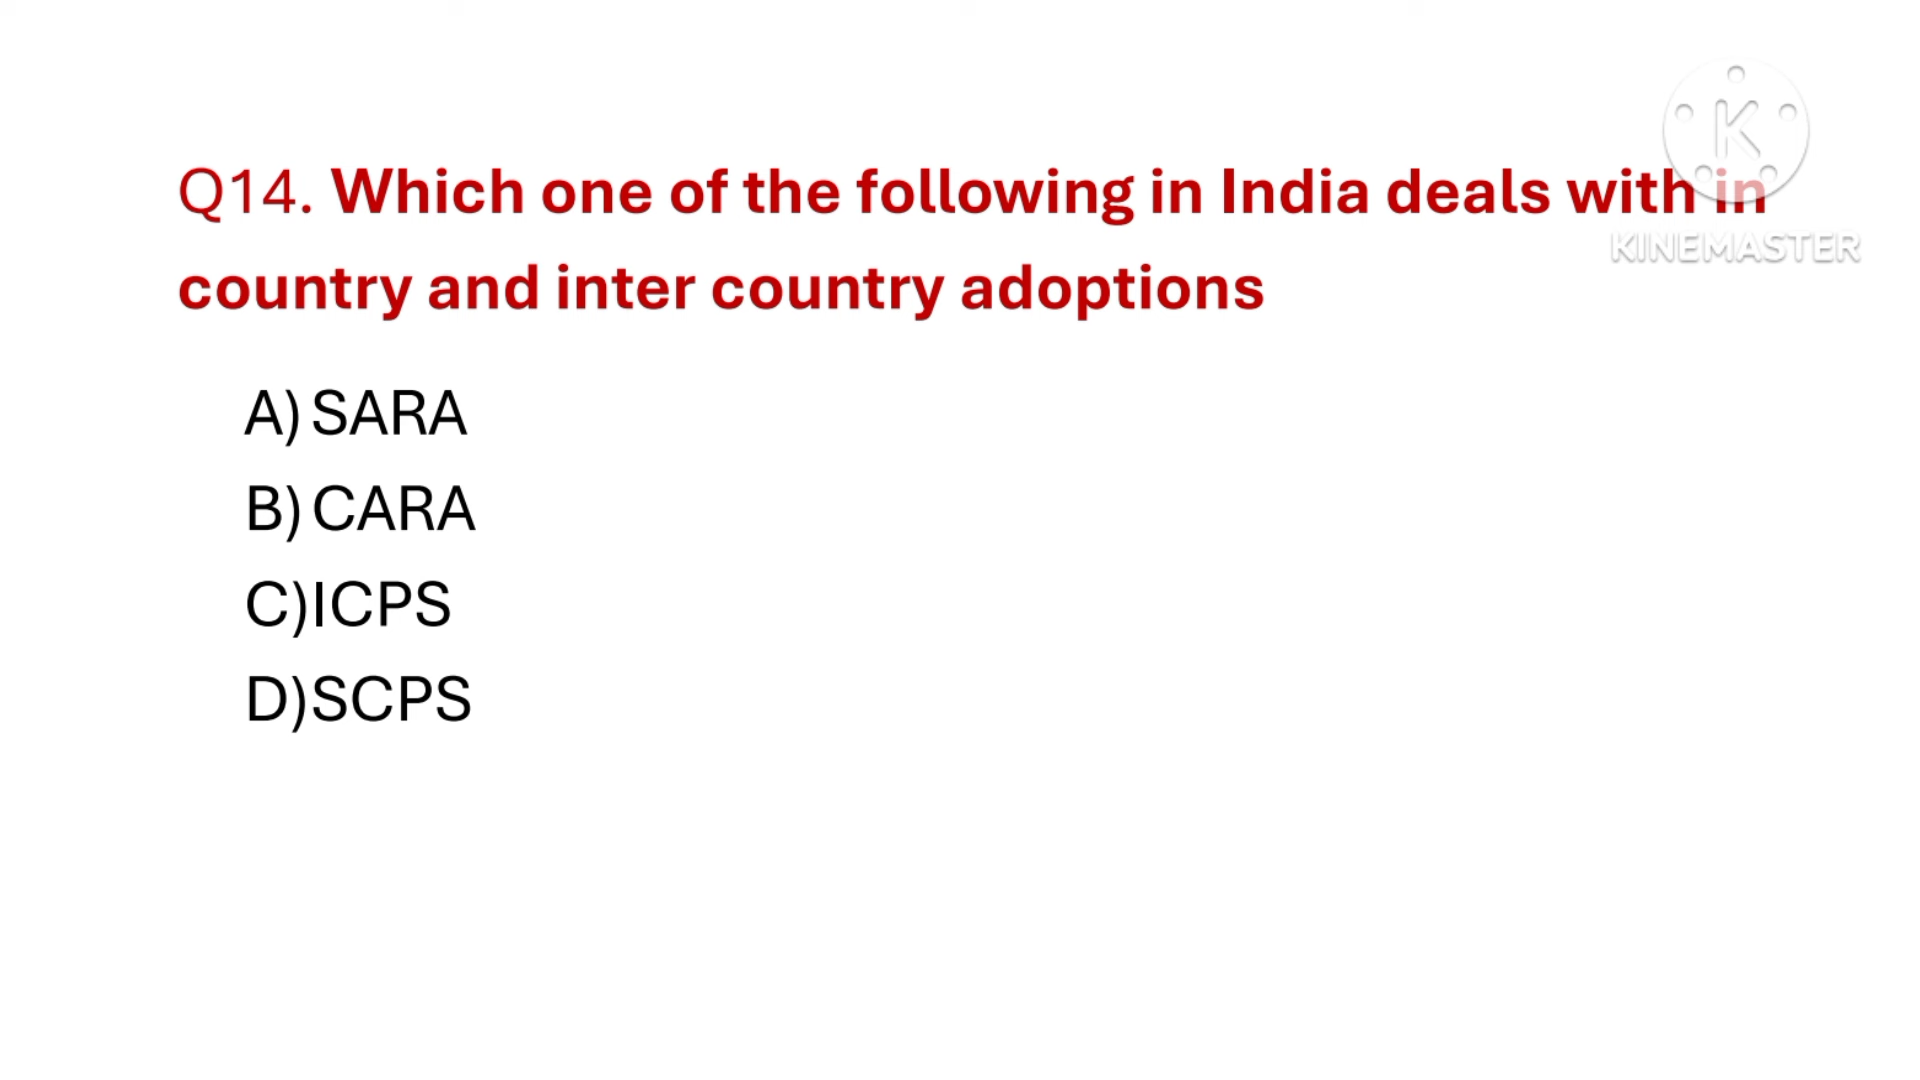 Q14. Which one of the following in India deals with in
country and inter country adoptions
A) SARA
B) CARA
C)ICPS
D)SCPS
K
KINEMASTER